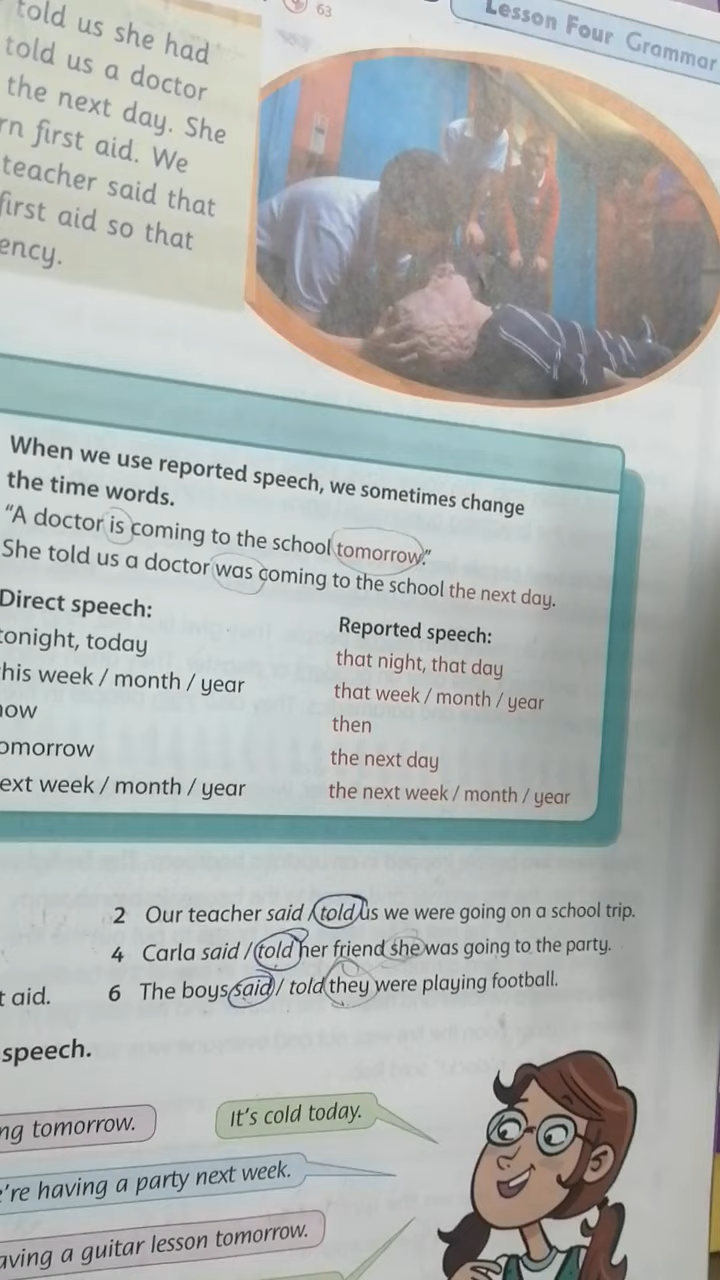 63
Lesson Four Grammar
told us she had
told us a doctor
the next day. She
rn first aid. We
teacher said that
first aid so that
ency.
When we use reported speech, we sometimes change
the time words.
"A doctor is coming to the school tomorrow."
She told us a doctor was coming to the school the next day.
Direct speech:
Reported speech:
tonight, today
that night, that day
his week / month / year
that week / month / year
now
then
omorrow
the next day
ext week / month / year
the next week / month / year
2 Our teacher said / told us we were going on a school trip.
4 Carla said / told her friend she was going to the party.
t aid.
6 The boys said / told they were playing football.
speech.
ng tomorrow.
It's cold today.
're having a party next week.
aving a guitar lesson tomorrow.